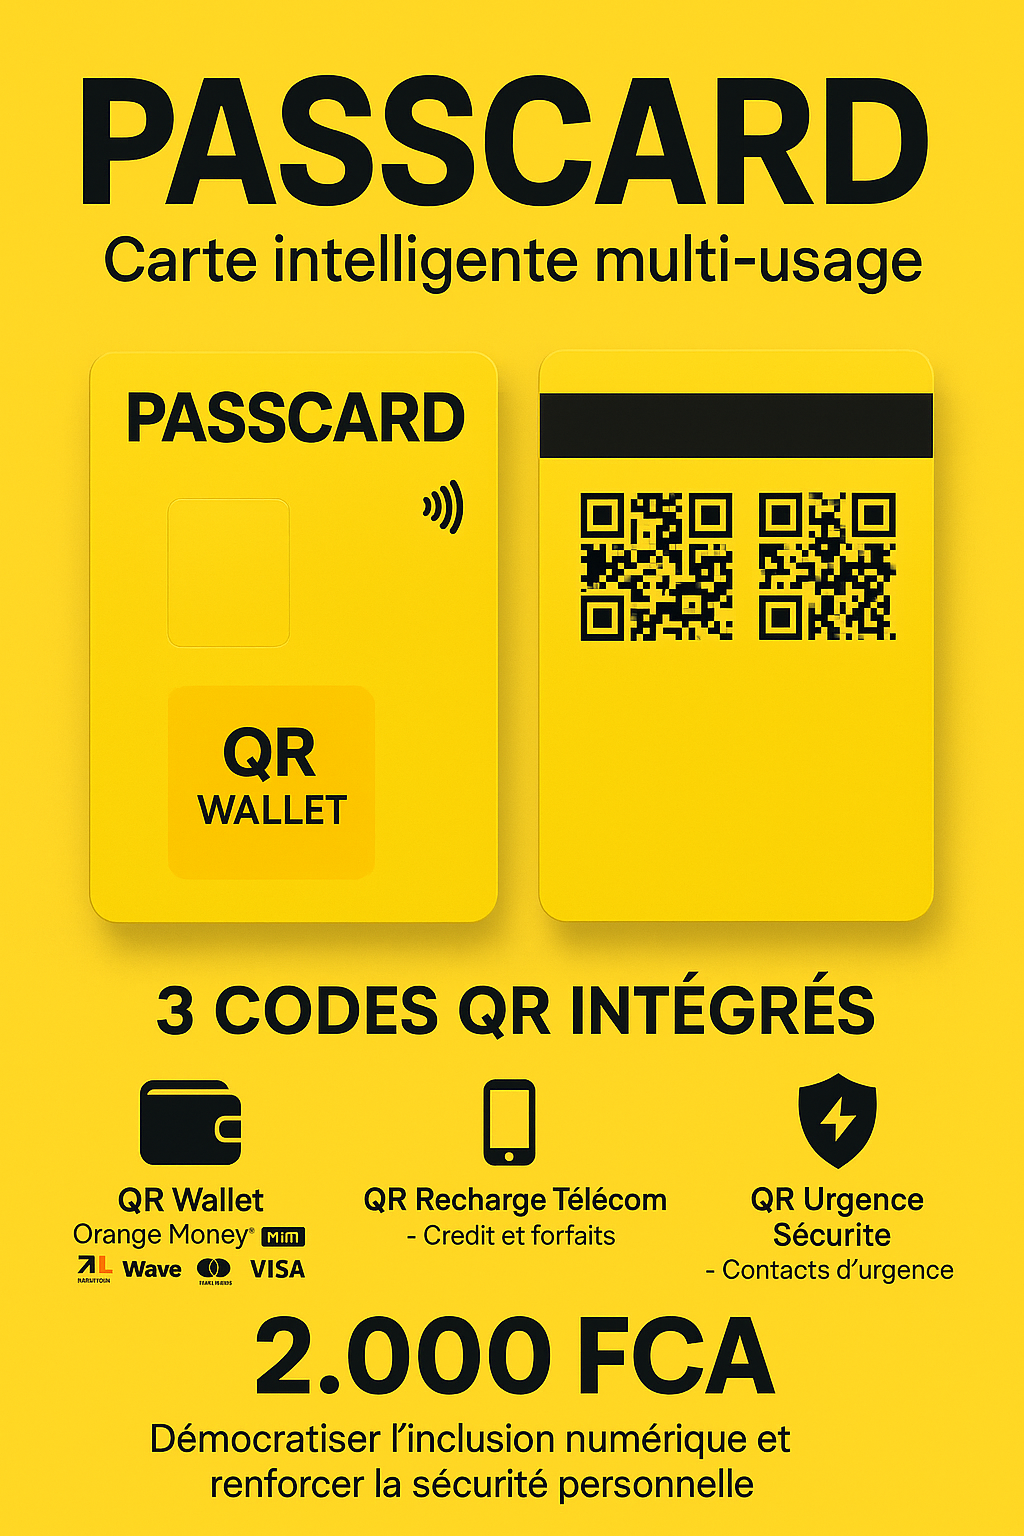 PASSCARD
Carte intelligente multi-usage
PASSCARD
QR
WALLET
3 CODES QR INTÉGRÉS
QR Wallet
Orange Money
Wave VISA
QR Recharge Télécom
- Credit et forfaits
QR Urgence
Sécurite
- Contacts d'urgence
2.000 FCA
Démocratiser l'inclusion numérique et
renforcer la sécurité personnelle